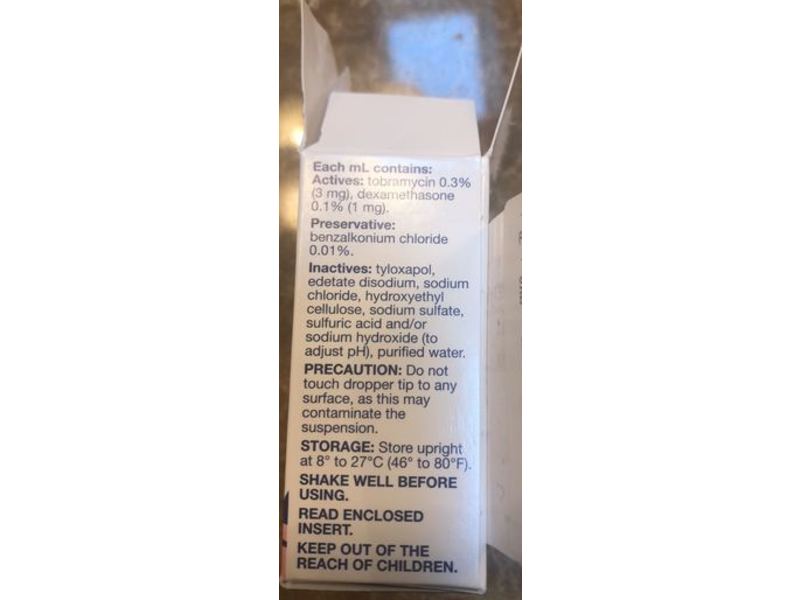 Each mL contains:
Actives: tobramycin 0.3%
(3 mg), dexamethasone
0.1% (1 mg).
Preservative:
benzalkonium chloride
0.01%.
Inactives: tyloxapol,
edetate disodium, sodium
chloride, hydroxyethyl
cellulose, sodium sulfate,
sulfuric acid and/or
sodium hydroxide (to
adjust pH), purified water.
PRECAUTION: Do not
touch dropper tip to any
surface, as this may
contaminate the
suspension.
STORAGE: Store upright
at 8° to 27°C (46° to 80°F).
SHAKE WELL BEFORE
USING.
READ ENCLOSED
INSERT.
KEEP OUT OF THE
REACH OF CHILDREN.